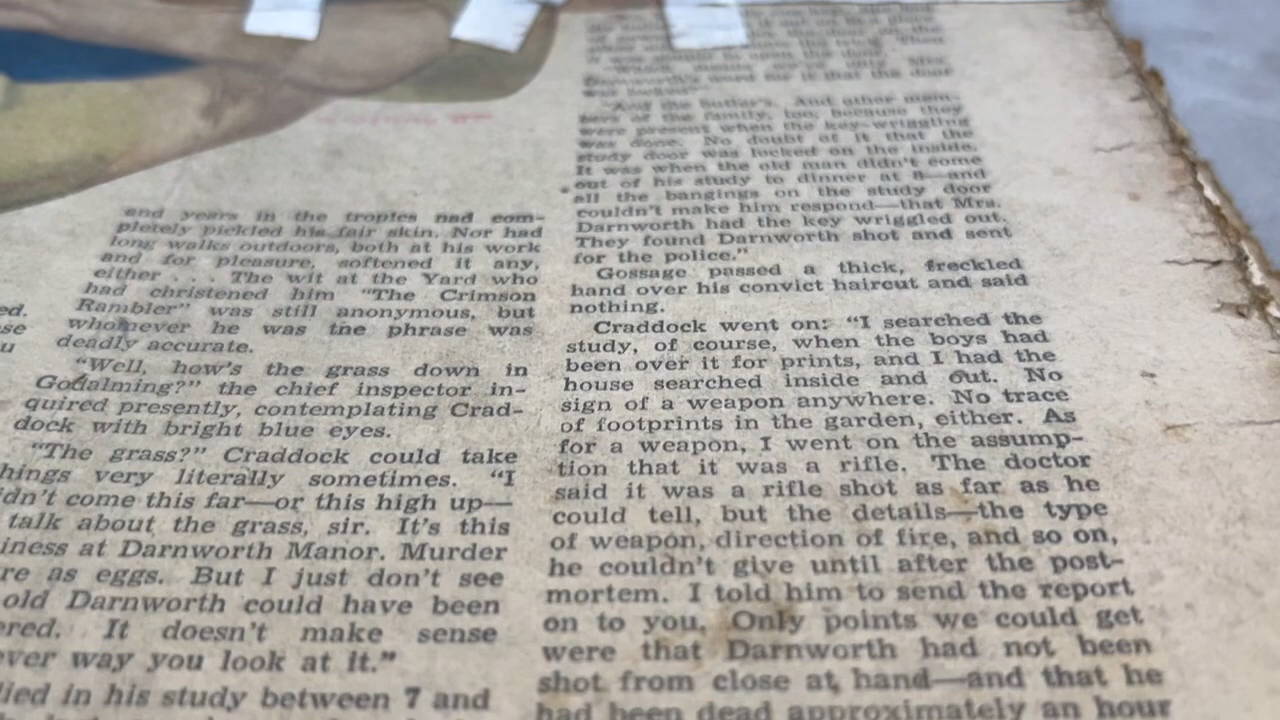 ed.
se
u
and years in the tropics had com-
pletely pickled his fair skin. Nor had
long walks outdoors, both at his work
and for pleasure, softened it any,
either . . The wit at the Yard who
had christened him "The Crimson
Rambler" was still anonymous, but
whomever he was the phrase was
deadly accurate.
"Well, how's the grass down in
Godalming?" the chief inspector in-
quired presently, contemplating Crad-
dock with bright blue eyes.
"The grass?" Craddock could take
hings very literally sometimes. "I
dn't come this far—or this high up—
talk about the grass, sir. It's this
iness at Darnworth Manor. Murder
re as eggs. But I just don't see
old Darnworth could have been
ered. It doesn't make sense
ver way you look at it."
lied in his study between 7 and
was locked?"
"And the butler's. And other mem-
bers of the family, too, because they
were present when the key-wriggling
was done. No doubt of it that the
study door was locked on the inside.
It was when the old man didn't come
out of his study to dinner at 8—and
all the bangings on the study door
couldn't make him respond—that Mrs.
Darnworth had the key wriggled out.
They found Darnworth shot and sent
for the police."
Gossage passed a thick, freckled
hand over his convict haircut and said
nothing.
Craddock went on: "I searched the
study, of course, when the boys had
been over it for prints, and I had the
house searched inside and out. No
sign of a weapon anywhere. No trace
of footprints in the garden, either. As
for a weapon, I went on the assump-
tion that it was a rifle. The doctor
said it was a rifle shot as far as he
could tell, but the details—the type
of weapon, direction of fire, and so on,
he couldn't give until after the post-
mortem. I told him to send the report
on to you. Only points we could get
were that Darnworth had not been
shot from close at hand—and that he
had been dead approximately an hour